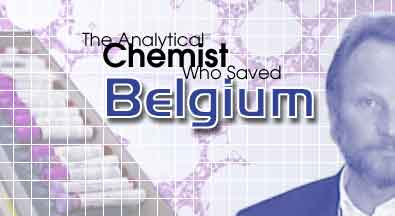 The Analytical
Chemist
Who Saved
Belgium